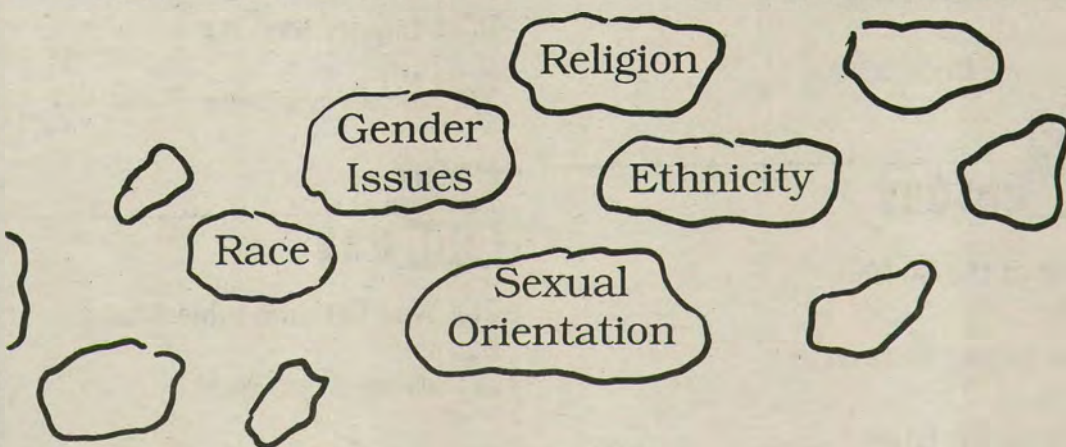 Religion
Gender
Issues
Ethnicity
Race
Sexual
Orientation